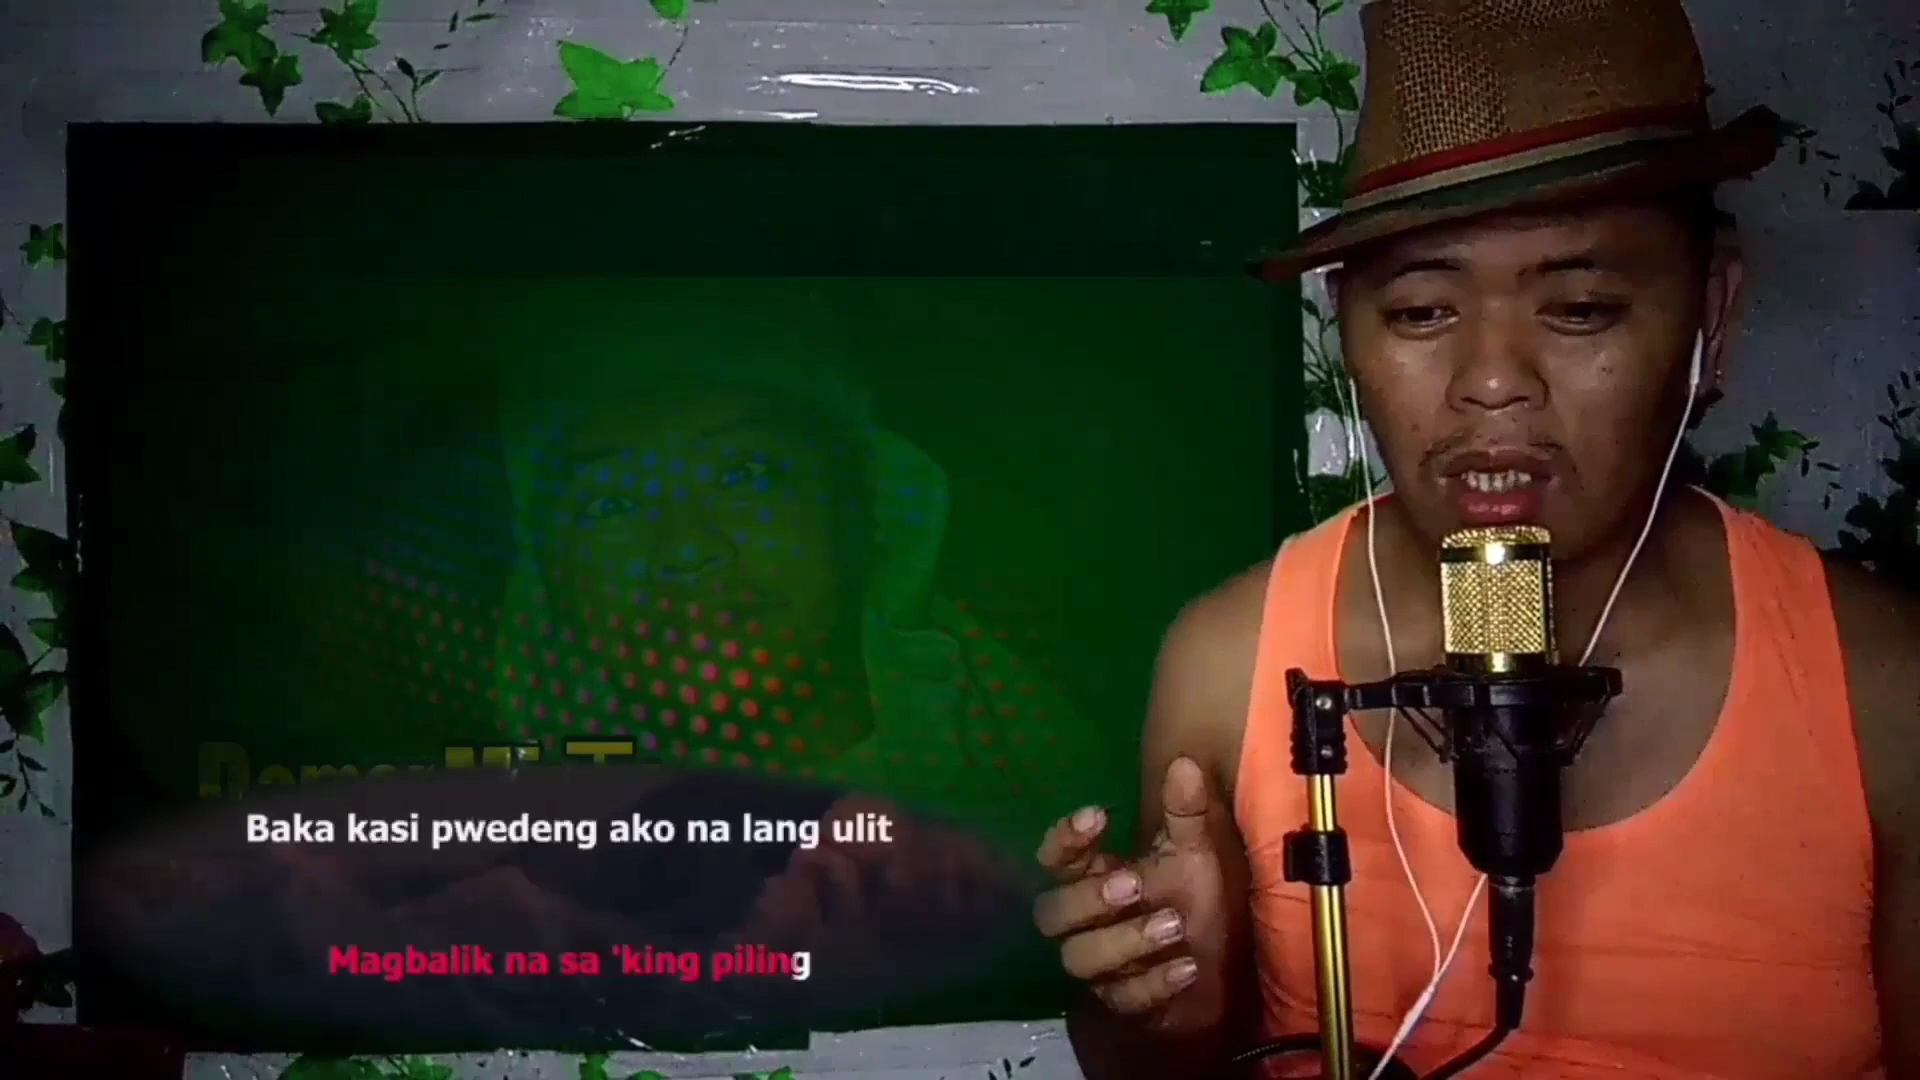 Baka kasi pwedeng ako na lang ulit
Magbalik na sa 'king piling